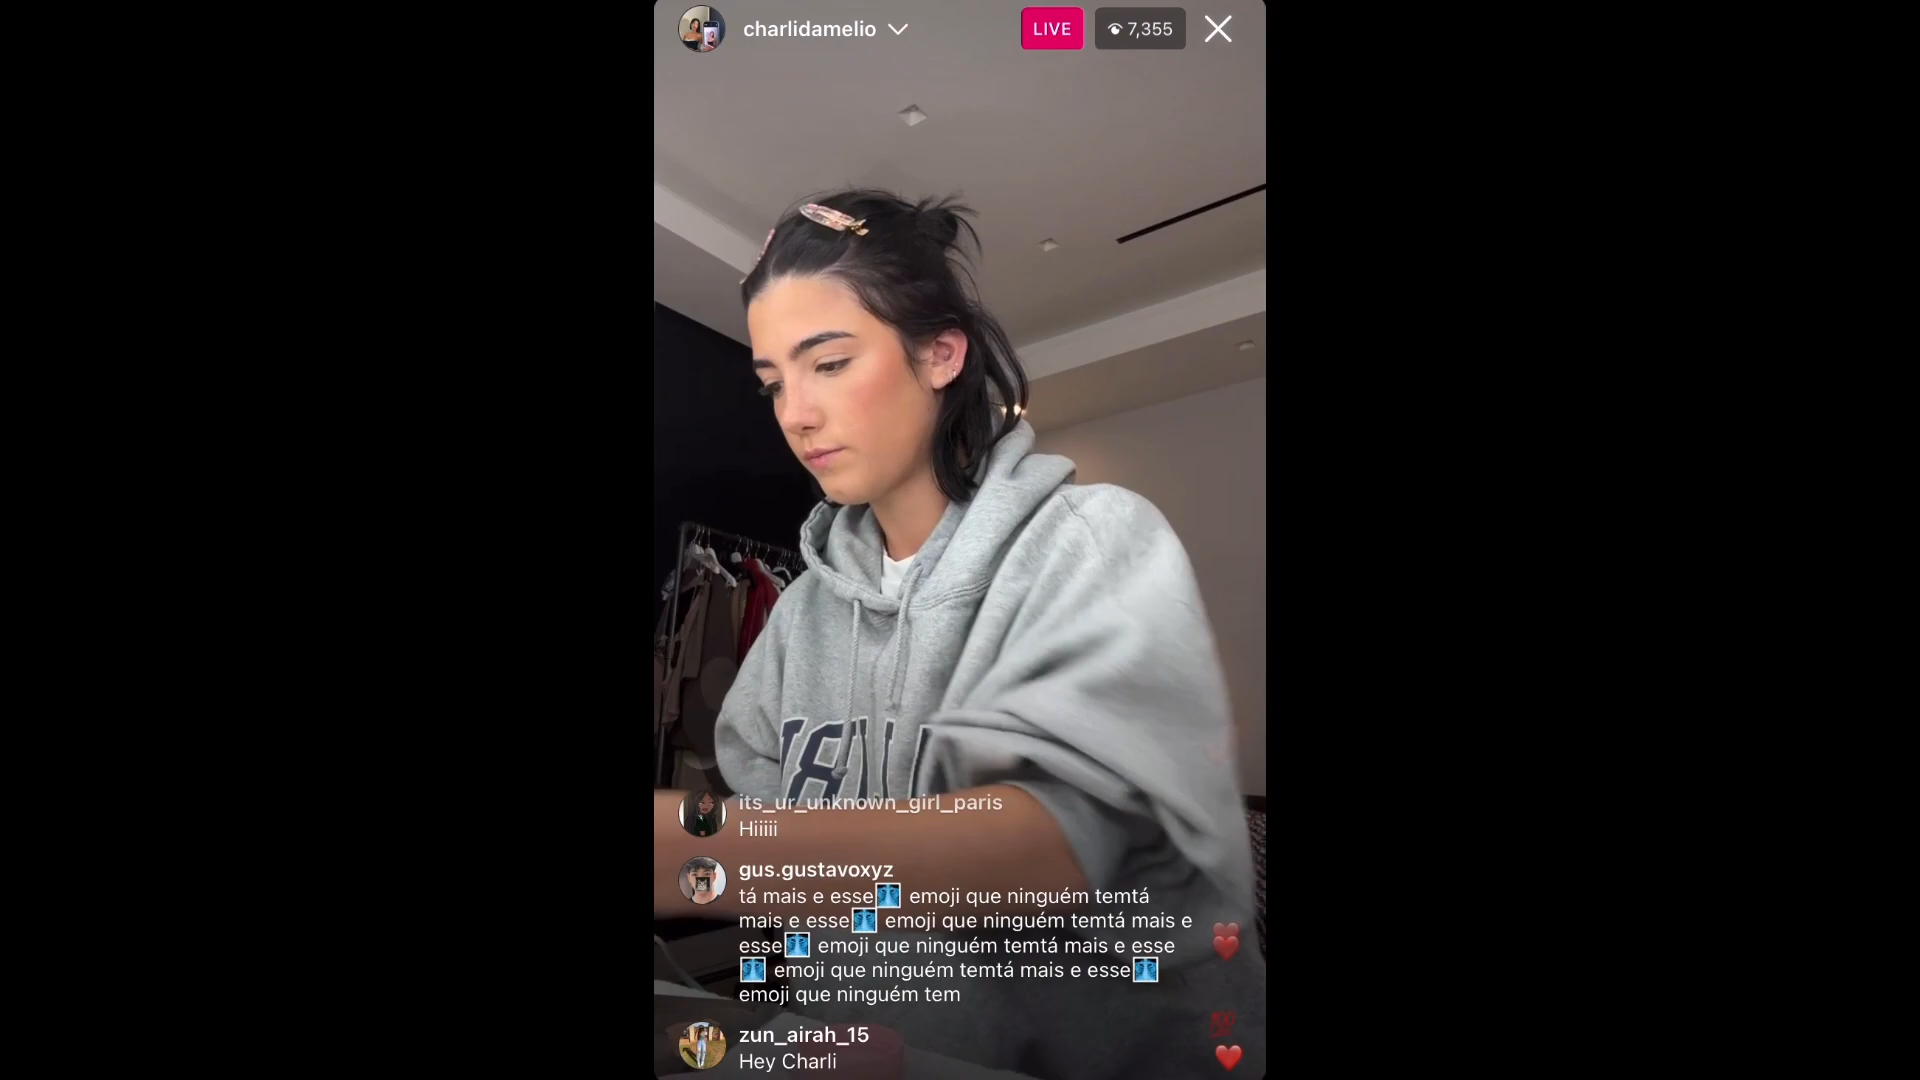 charlidamelio
LIVE
7,355
its_ur_unknown_girl_paris
Hiiiii
gus.gustavoxyz
tá mais e esse🩻 emoji que ninguém temtá
mais e esse🩻 emoji que ninguém temtá mais e
esse🩻 emoji que ninguém temtá mais e esse
🩻 emoji que ninguém temtá mais e esse🩻
emoji que ninguém tem
zun_airah_15
Hey Charli